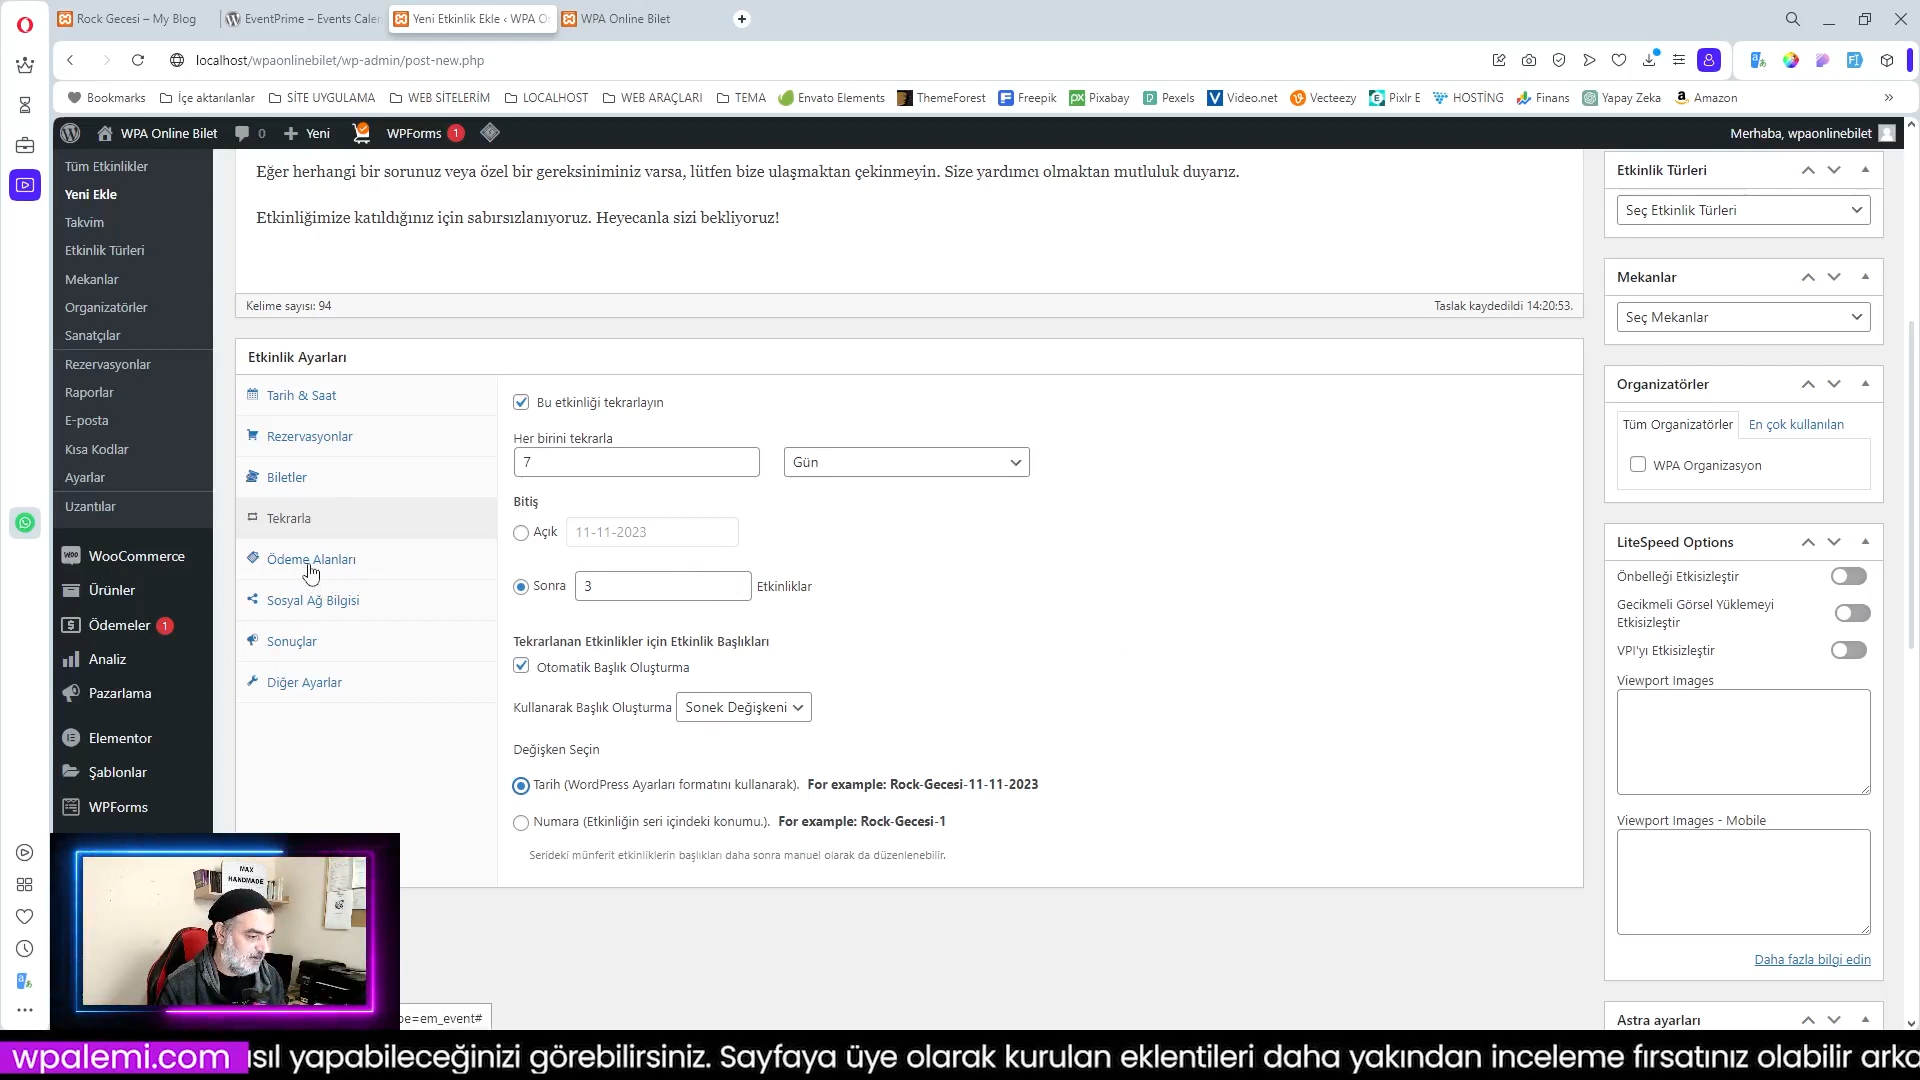 Rock Gecesi – My Blog
EventPrime – Events Calen
Yeni Etkinlik Ekle ‹ WPA O
WPA Online Bilet
localhost/wpaonlinebilet/wp-admin/post-new.php
Bookmarks
İçe aktarılanlar
SİTE UYGULAMA
WEB SİTELERİM
LOCALHOST
WEB ARAÇLARI
TEMA
Envato Elements
ThemeForest
Freepik
Pixabay
Pexels
Video.net
Vecteezy
Pixlr E
HOSTİNG
Finans
Yapay Zeka
Amazon
WPA Online Bilet
0
Yeni
WPForms 1
Merhaba, wpaonlinebilet
Tüm Etkinlikler
Yeni Ekle
Takvim
Etkinlik Türleri
Mekanlar
Organizatörler
Sanatçılar
Rezervasyonlar
Raporlar
E-posta
Kısa Kodlar
Ayarlar
Uzantılar
WooCommerce
Ürünler
Ödemeler 1
Analiz
Pazarlama
Elementor
Şablonlar
WPForms
Eğer herhangi bir sorunuz veya özel bir gereksiniminiz varsa, lütfen bize ulaşmaktan çekinmeyin. Size yardımcı olmaktan mutluluk duyarız.
Etkinliğimize katıldığınız için sabırsızlanıyoruz. Heyecanla sizi bekliyoruz!
Kelime sayısı: 94
Taslak kaydedildi 14:20:53.
Etkinlik Ayarları
Tarih & Saat
Rezervasyonlar
Biletler
Tekrarla
Ödeme Alanları
Sosyal Ağ Bilgisi
Sonuçlar
Diğer Ayarlar
Bu etkinliği tekrarlayın
Her birini tekrarla
7
Gün
Bitiş
Açık
11-11-2023
Sonra
3
Etkinliklar
Tekrarlanan Etkinlikler için Etkinlik Başlıkları
Otomatik Başlık Oluşturma
Kullanarak Başlık Oluşturma
Sonek Değişkeni
Değişken Seçin
Tarih (WordPress Ayarları formatını kullanarak). For example: Rock-Gecesi-11-11-2023
Numara (Etkinliğin seri içindeki konumu.). For example: Rock-Gecesi-1
Serideki münferit etkinliklerin başlıkları daha sonra manuel olarak da düzenlenebilir.
Etkinlik Türleri
Seç Etkinlik Türleri
Mekanlar
Seç Mekanlar
Organizatörler
Tüm Organizatörler
En çok kullanılan
WPA Organizasyon
LiteSpeed Options
Önbelleği Etkisizleştir
Gecikmeli Görsel Yüklemeyi
Etkisizleştir
VPI'yı Etkisizleştir
Viewport Images
Viewport Images - Mobile
Daha fazla bilgi edin
Astra ayarları
MAX
HANDMADE
pe=em_event#
wpalemi.com
ısıl yapabileceğinizi görebilirsiniz. Sayfaya üye olarak kurulan eklentileri daha yakından inceleme fırsatınız olabilir arka